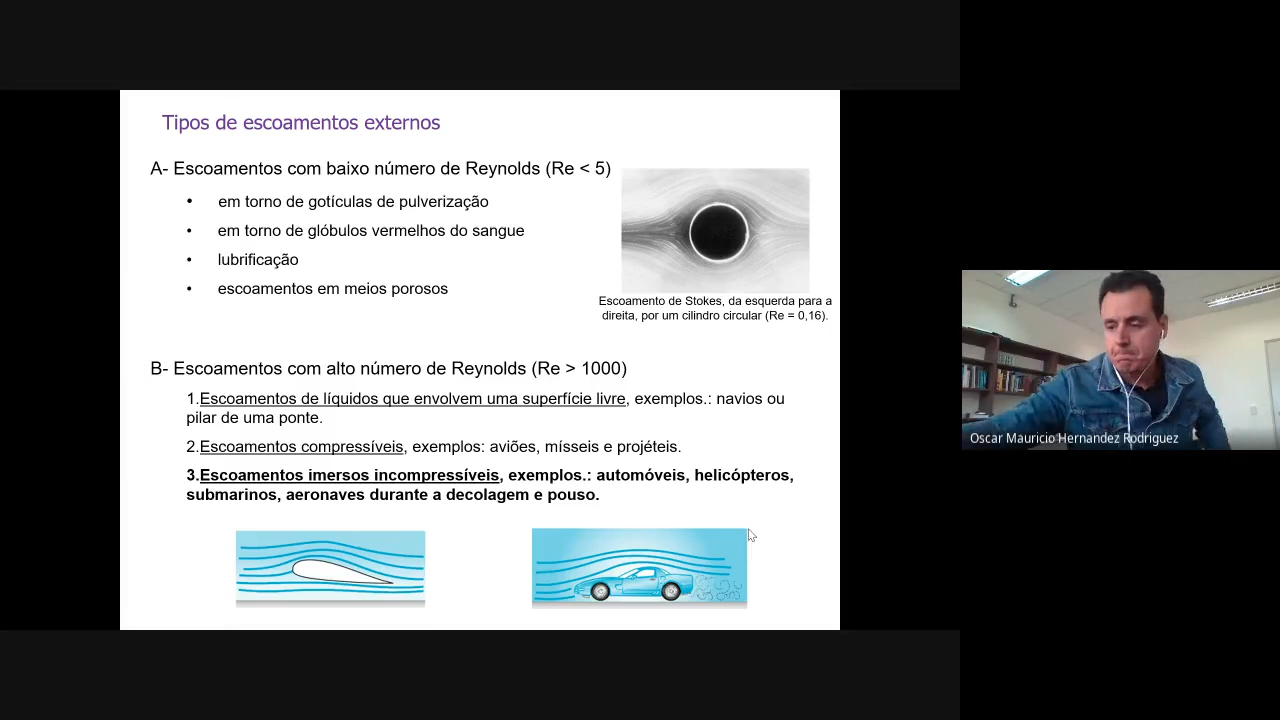 Tipos de escoamentos externos
A- Escoamentos com baixo número de Reynolds (Re < 5)
• em torno de gotículas de pulverização
• em torno de glóbulos vermelhos do sangue
• lubrificação
• escoamentos em meios porosos
Escoamento de Stokes, da esquerda para a
direita, por um cilindro circular (Re = 0,16).
B- Escoamentos com alto número de Reynolds (Re > 1000)
1.Escoamentos de líquidos que envolvem uma superfície livre, exemplos.: navios ou
pilar de uma ponte.
2.Escoamentos compressíveis, exemplos: aviões, mísseis e projéteis.
3.Escoamentos imersos incompressíveis, exemplos.: automóveis, helicópteros,
submarinos, aeronaves durante a decolagem e pouso.
Oscar Mauricio Hernandez Rodriguez